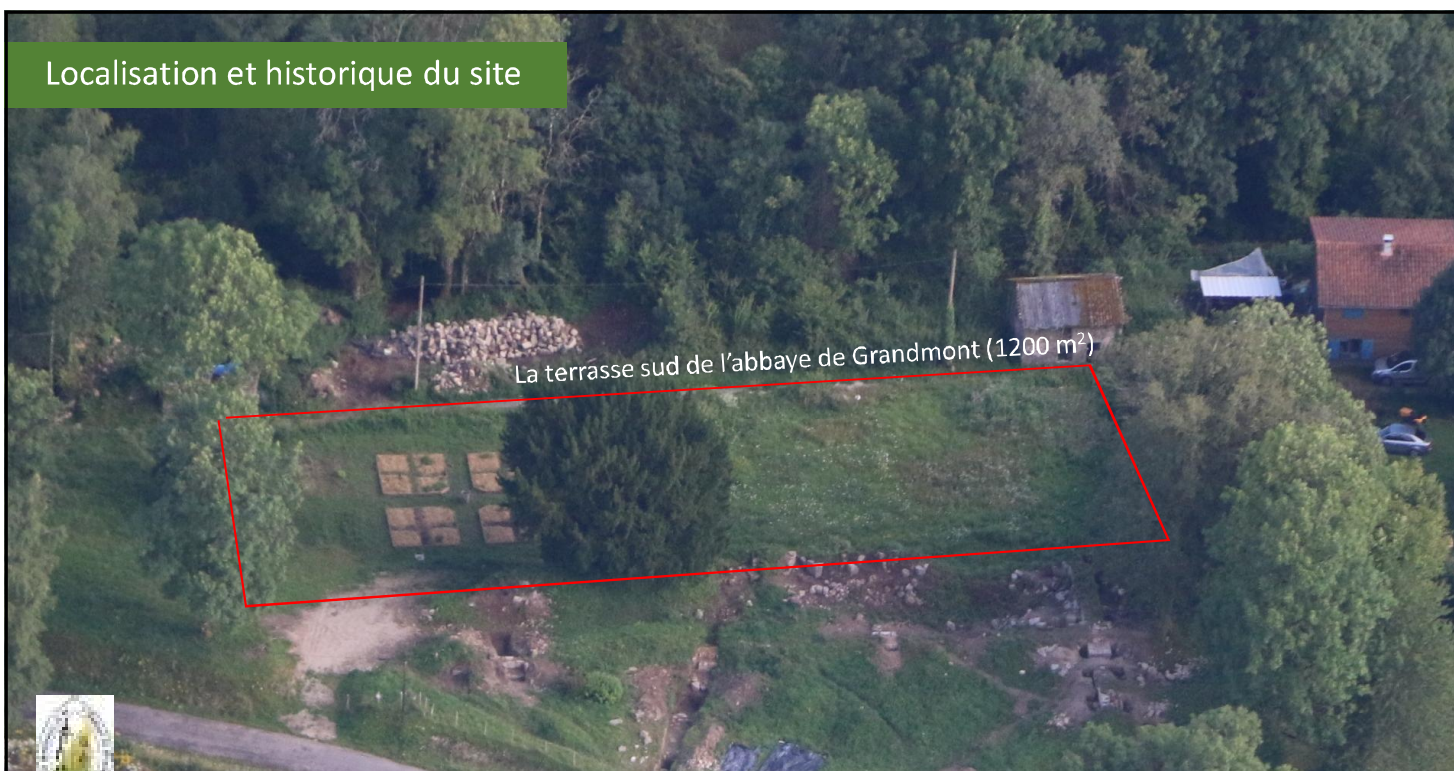 Localisation et historique du site
La terrasse sud de l'abbaye de Grandmont (1200 m²)